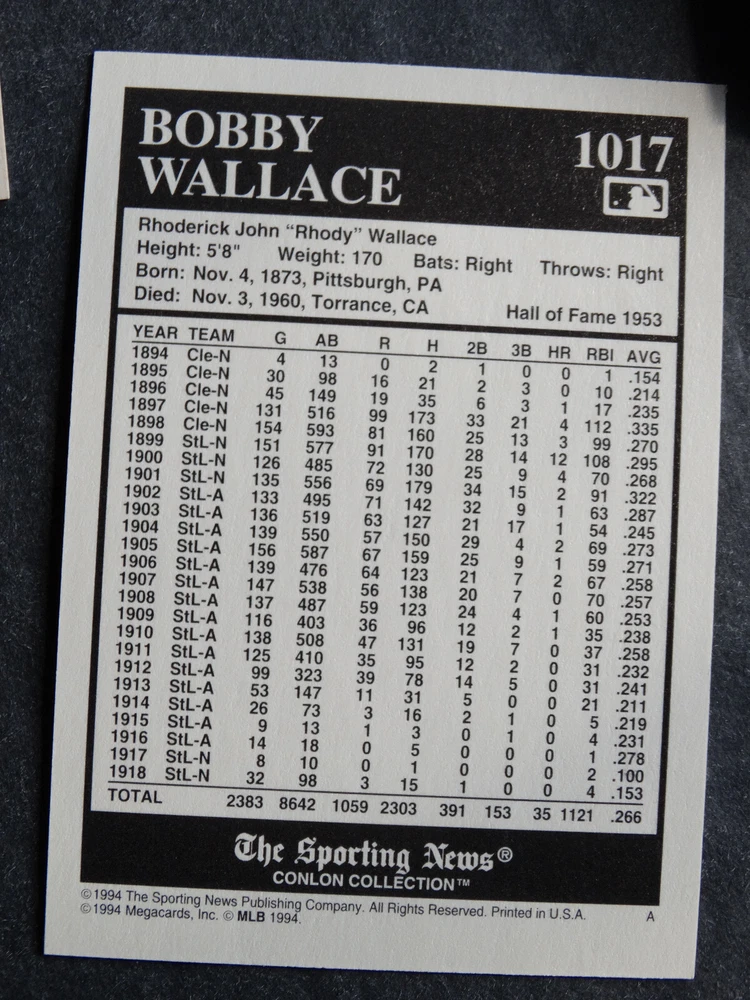 BOBBY
WALLACE
1017
Rhoderick John “Rhody” Wallace
Height: 5'8" Weight: 170 Bats: Right Throws: Right
Born: Nov. 4, 1873, Pittsburgh, PA
Died: Nov. 3, 1960, Torrance, CA Hall of Fame 1953
YEAR TEAM G AB R H 2B 3B HR RBI AVG
1894 Cle-N 4 13 0 2 1 0 0 1 .154
1895 Cle-N 30 98 16 21 2 3 0 10 .214
1896 Cle-N 45 149 19 35 6 3 1 17 .235
1897 Cle-N 131 516 99 173 33 21 4 112 .335
1898 Cle-N 154 593 81 160 25 13 3 99 .270
1899 StL-N 151 577 91 170 28 14 12 108 .295
1900 StL-N 126 485 72 130 25 9 4 70 .268
1901 StL-N 135 556 69 179 34 15 2 91 .322
1902 StL-A 133 495 71 142 32 9 1 63 .287
1903 StL-A 136 519 63 127 21 17 1 54 .245
1904 StL-A 139 550 57 150 29 4 2 69 .273
1905 StL-A 156 587 67 159 25 9 1 59 .271
1906 StL-A 139 476 64 123 21 7 2 67 .258
1907 StL-A 147 538 56 138 20 7 0 70 .257
1908 StL-A 137 487 59 123 24 4 1 60 .253
1909 StL-A 116 403 36 96 12 2 1 35 .238
1910 StL-A 138 508 47 131 19 7 0 37 .258
1911 StL-A 125 410 35 95 12 2 0 31 .232
1912 StL-A 99 323 39 78 14 5 0 31 .241
1913 StL-A 53 147 11 31 5 0 0 21 .211
1914 StL-A 26 73 3 16 2 1 0 5 .219
1915 StL-A 9 13 1 3 0 1 0 4 .231
1916 StL-A 14 18 0 5 0 0 0 1 .278
1917 StL-N 8 10 0 1 0 0 0 2 .100
1918 StL-N 32 98 3 15 1 0 0 4 .153
TOTAL 2383 8642 1059 2303 391 153 35 1121 .266
The Sporting News®
CONLON COLLECTION™
©1994 The Sporting News Publishing Company. All Rights Reserved. Printed in U.S.A. A
©1994 Megacards, Inc. © MLB 1994.